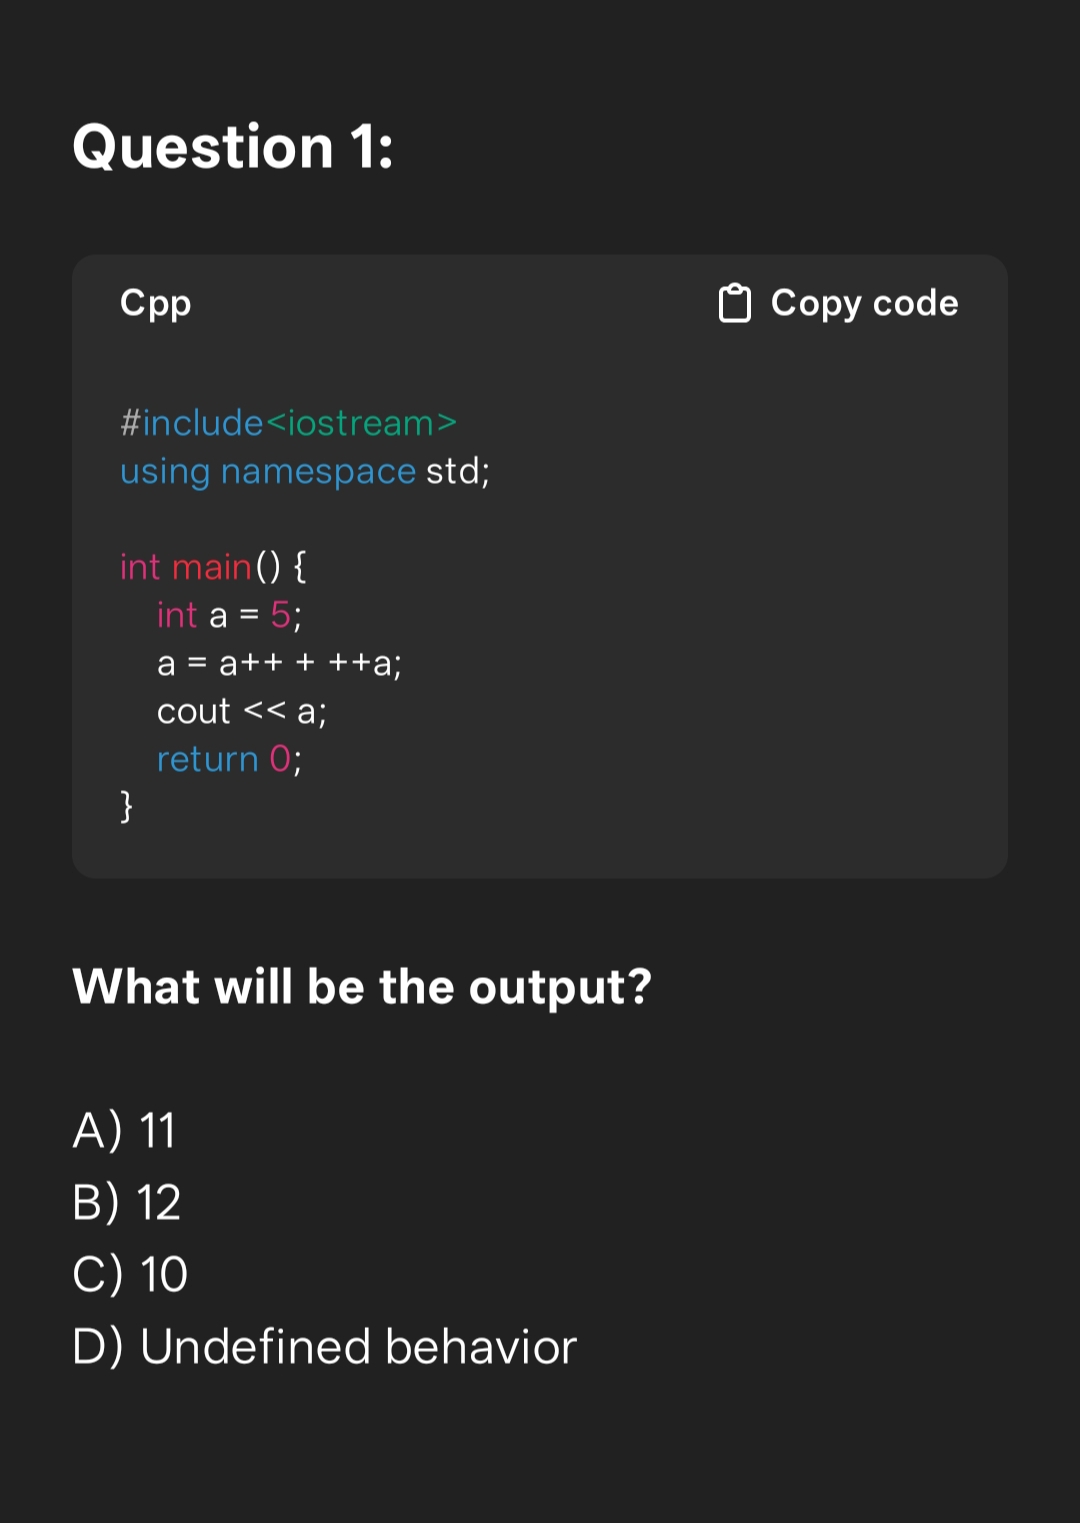 Question 1:
Cpp
Copy code
#include<iostream>
using namespace std;
int main() {
int a = 5;
a = a++ + ++a;
cout << a;
return 0;
}
What will be the output?
A) 11
B) 12
C) 10
D) Undefined behavior